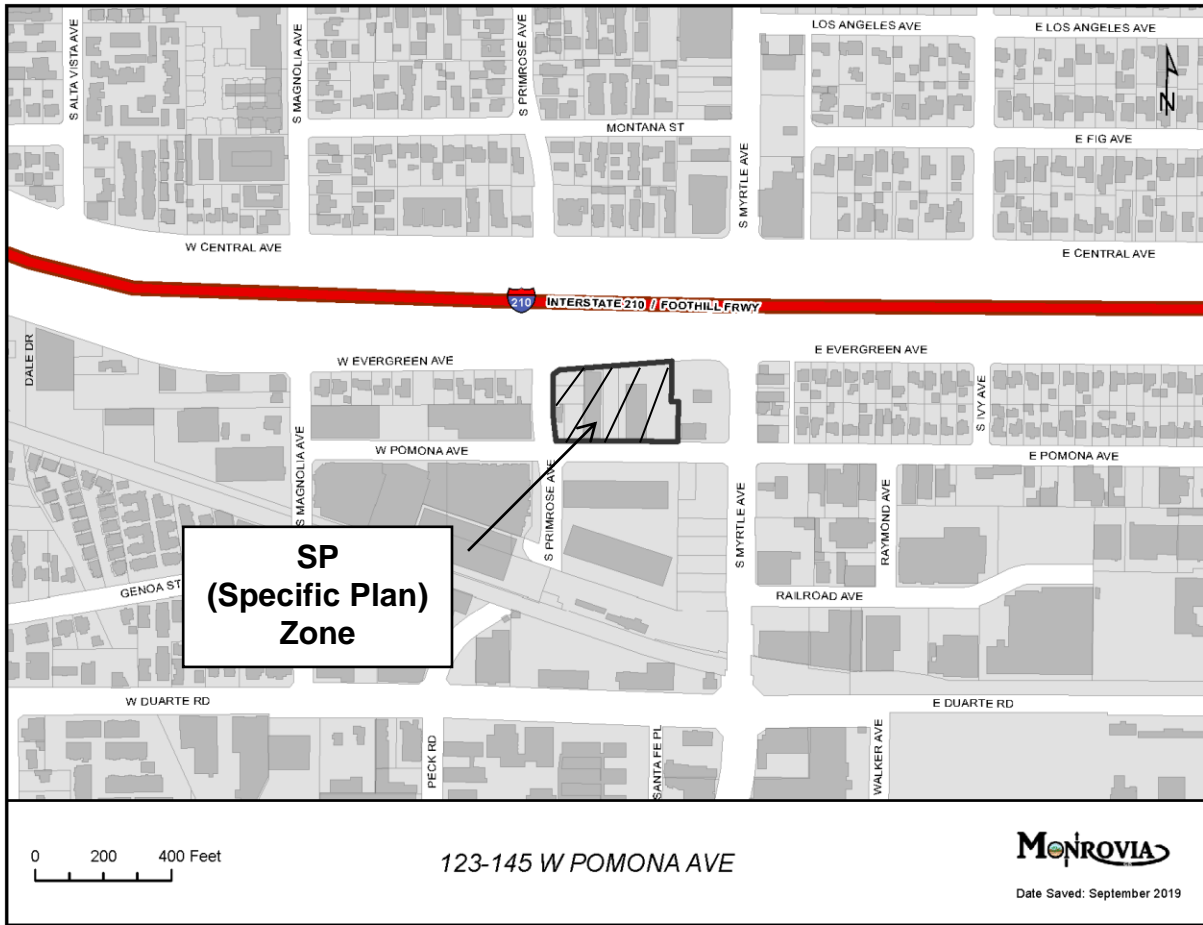 LOS ANGELES AVE
E LOS ANGELES AVE
S ALTA VISTA AVE
S MAGNOLIA AVE
S PRIMROSE AVE
N
MONTANA ST
E FIG AVE
S MYRTLE AVE
W CENTRAL AVE
E CENTRAL AVE
210
INTERSTATE 210 / FOOTHILL FRWY
DALE DR
W EVERGREEN AVE
E EVERGREEN AVE
S IVY AVE
W POMONA AVE
E POMONA AVE
S MAGNOLIA AVE
S PRIMROSE AVE
S MYRTLE AVE
RAYMOND AVE
SP
(Specific Plan)
Zone
GENOA ST
RAILROAD AVE
W DUARTE RD
E DUARTE RD
PECK RD
SANTA FE PL
WALKER AVE
0 200 400 Feet
123-145 W POMONA AVE
MONROVIA
Date Saved: September 2019